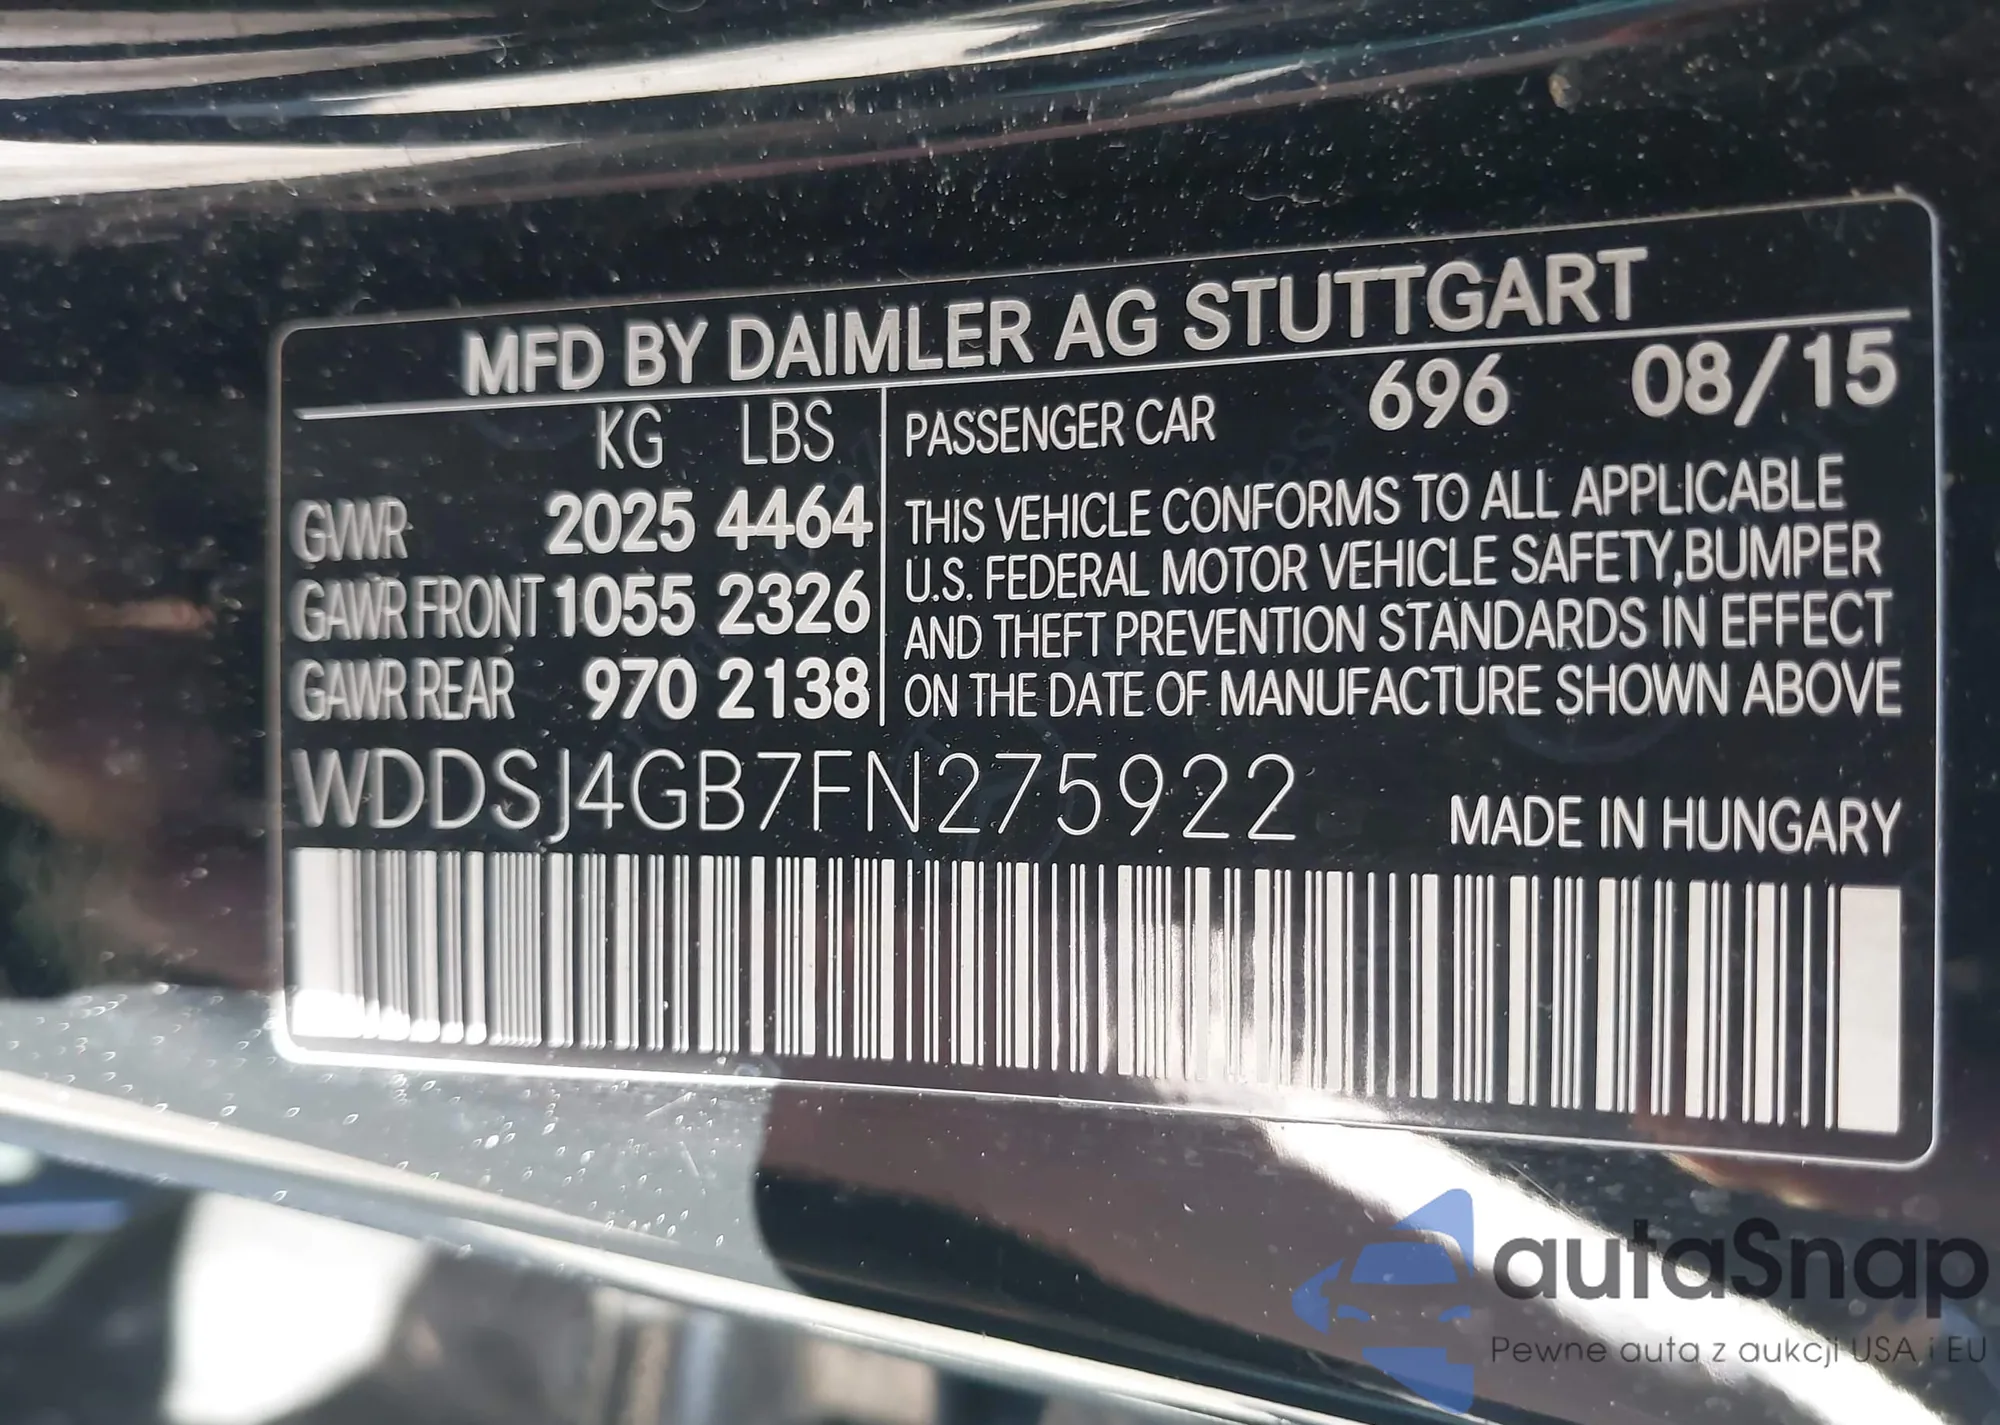 MFD BY DAIMLER AG STUTTGART
KG LBS
GVWR 2025 4464
GAWR FRONT 1055 2326
GAWR REAR 970 2138
PASSENGER CAR 696 08/15
THIS VEHICLE CONFORMS TO ALL APPLICABLE
U.S. FEDERAL MOTOR VEHICLE SAFETY,BUMPER
AND THEFT PREVENTION STANDARDS IN EFFECT
ON THE DATE OF MANUFACTURE SHOWN ABOVE
WDDSJ4GB7FN275922
MADE IN HUNGARY
autaSnap
Pewne auta z aukcji USA i EU